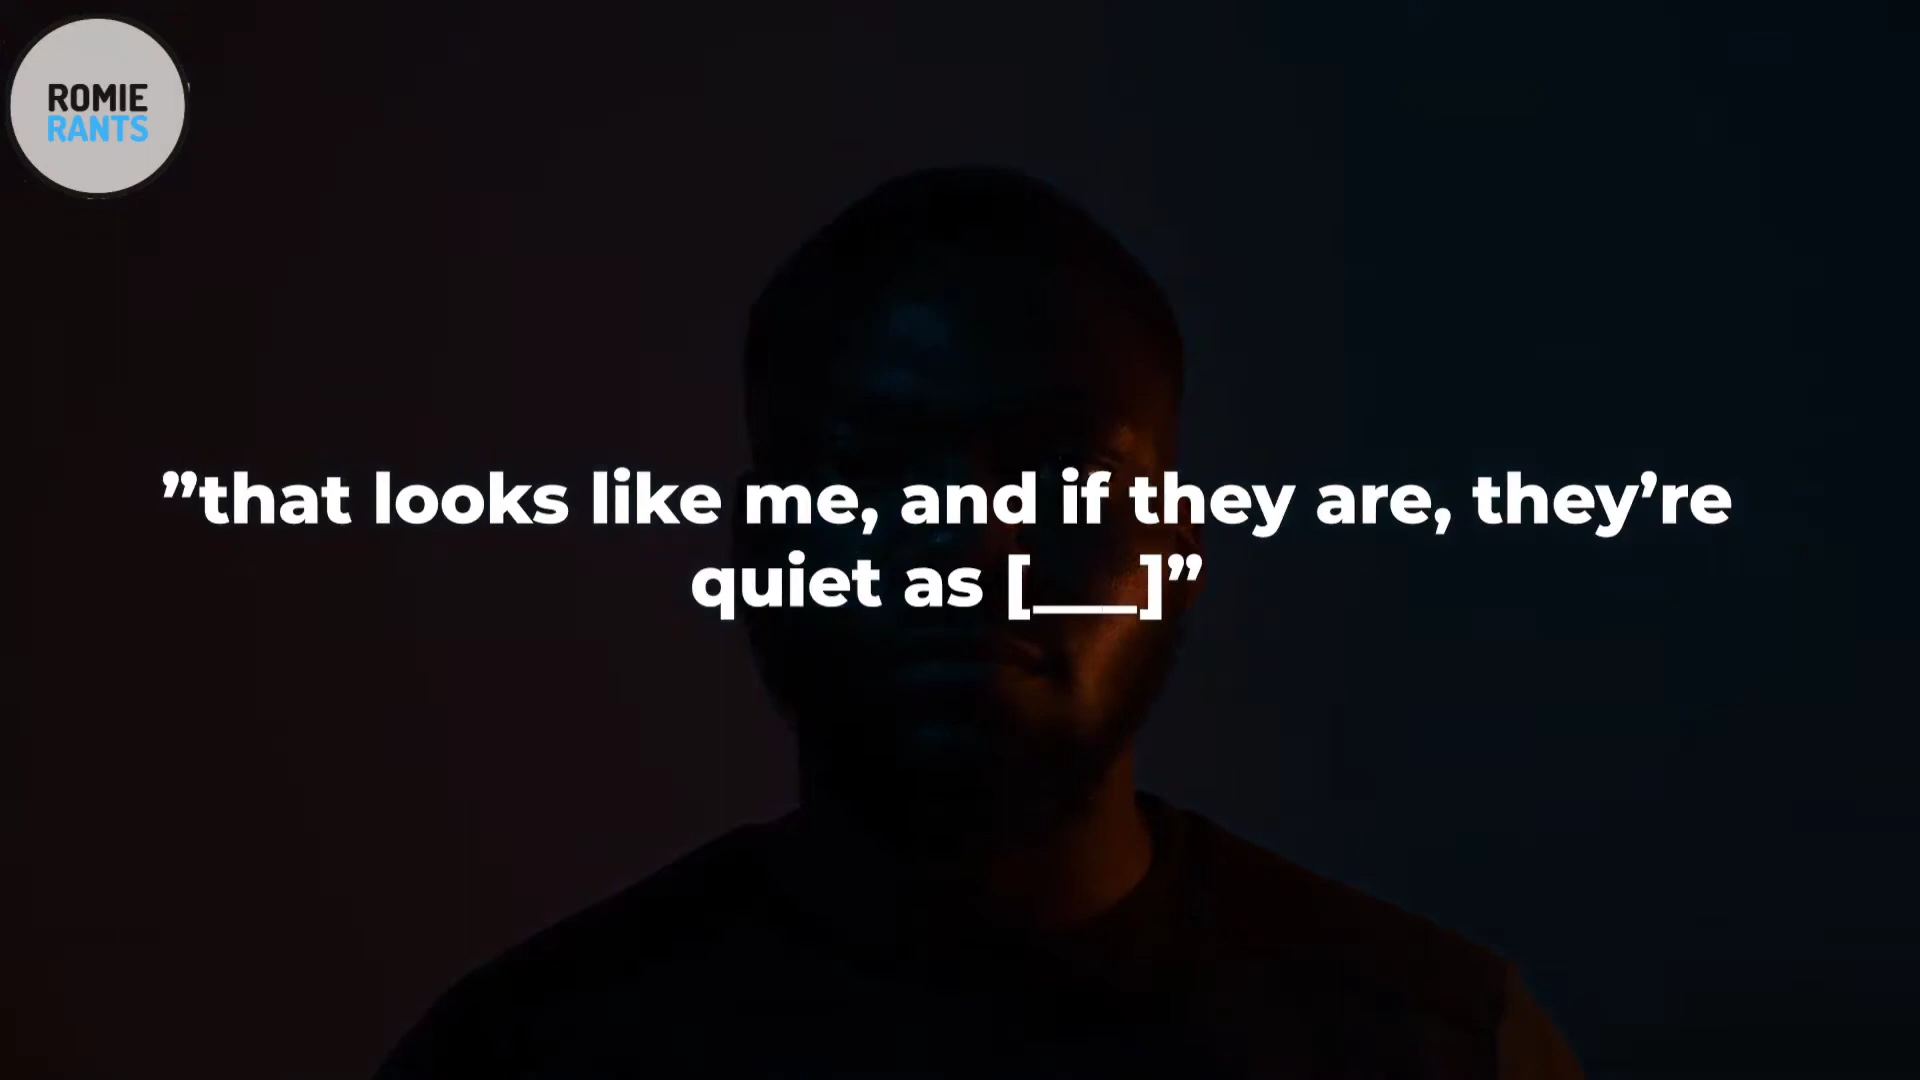 ROMIE
RANTS
”that looks like me, and if they are, they’re
quiet as [___]”